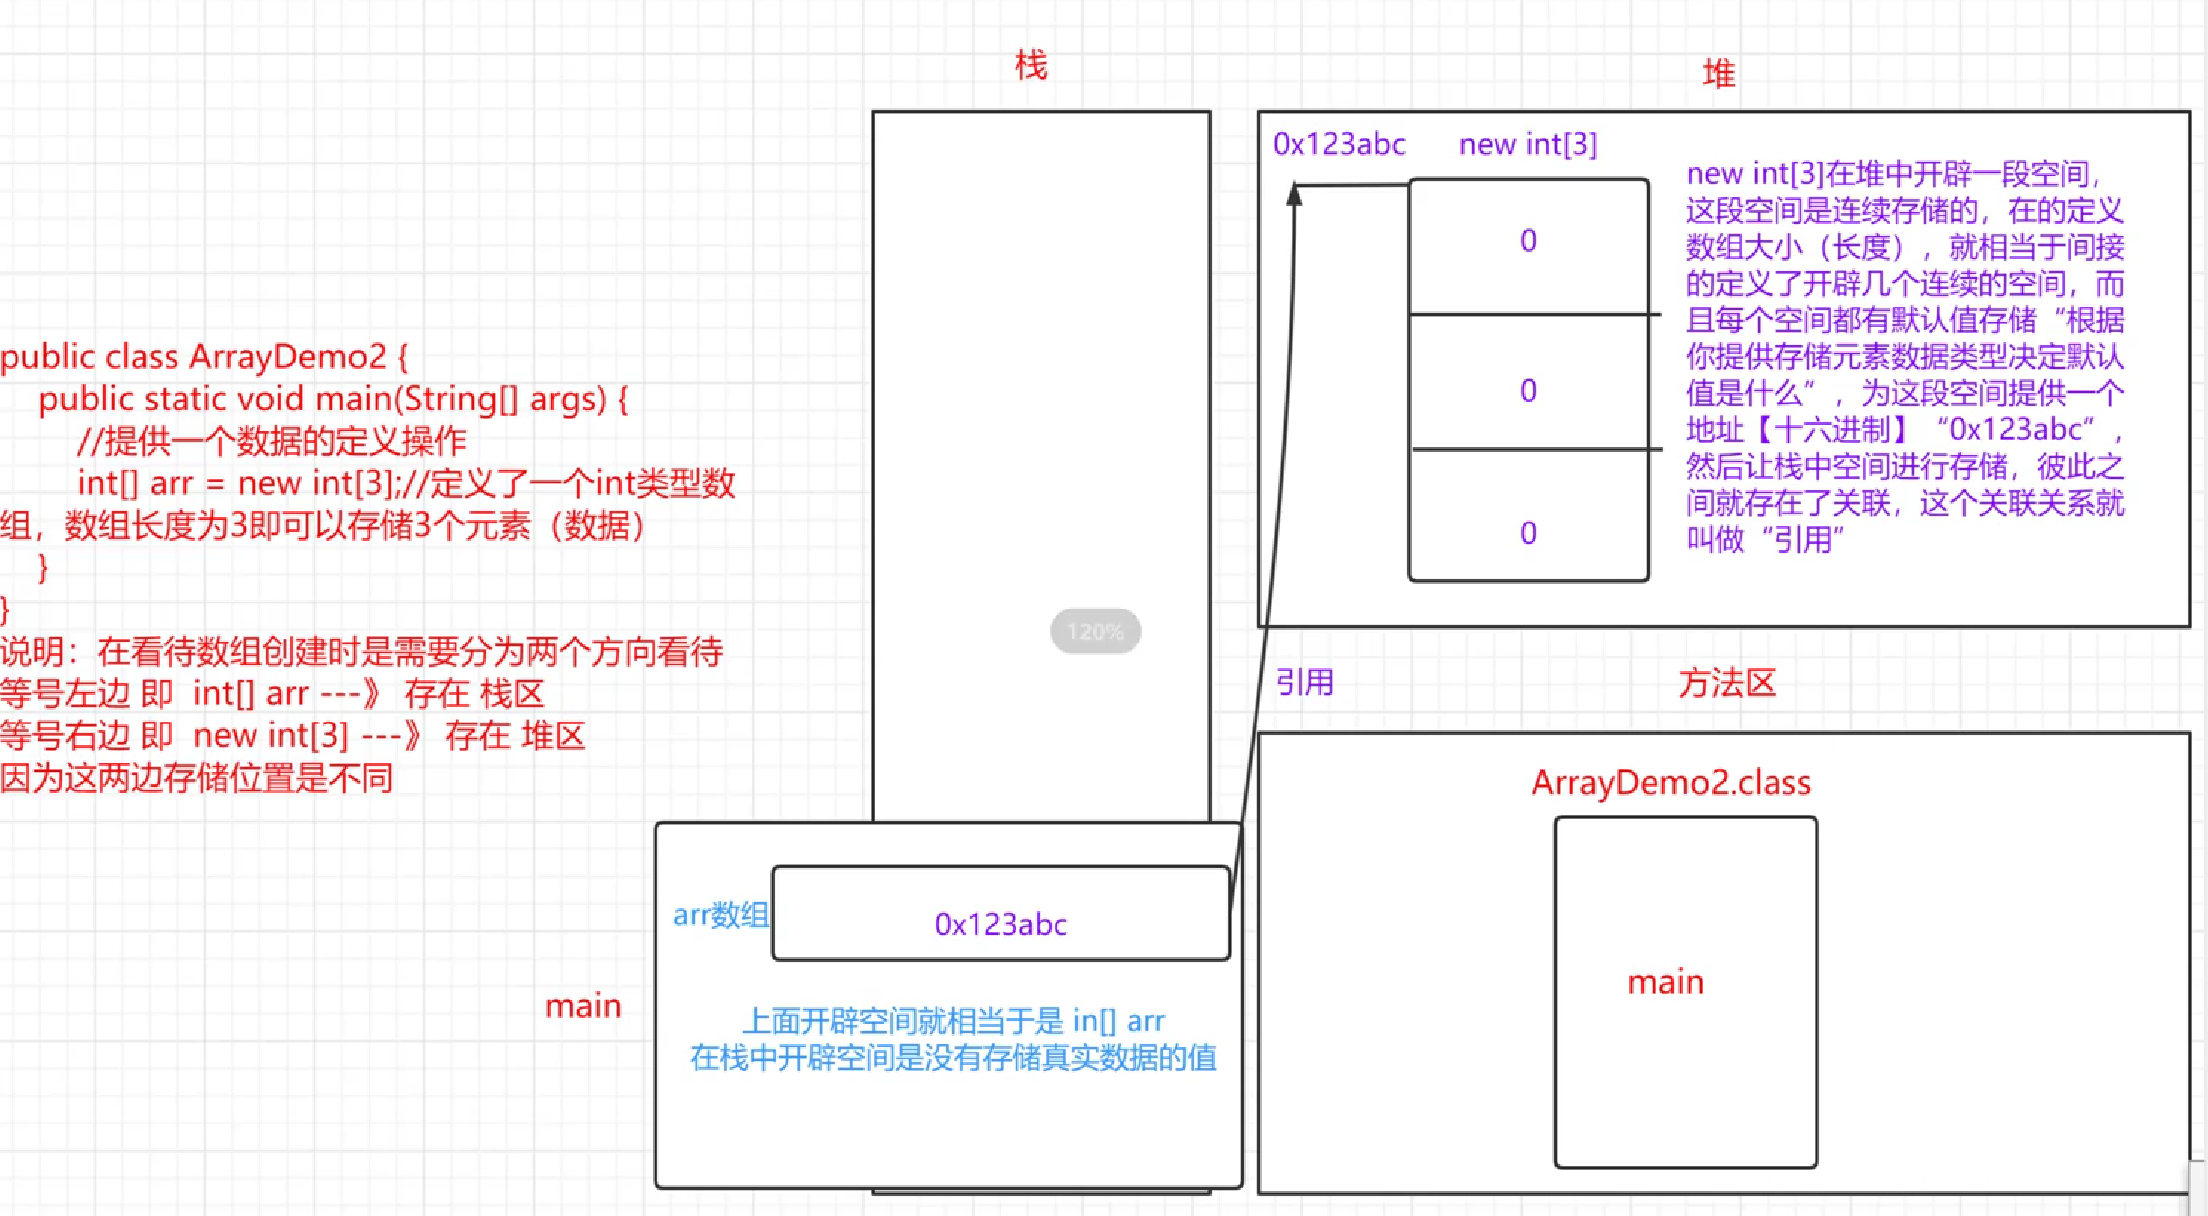 public class ArrayDemo2 {
public static void main(String[] args) {
//提供一个数据的定义操作
int[] arr = new int[3];//定义了一个int类型数
组，数组长度为3即可以存储3个元素（数据）
}
}
说明：在看待数组创建时是需要分为两个方向看待
等号左边 即 int[] arr ---》 存在 栈区
等号右边 即 new int[3] ---》 存在 堆区
因为这两边存储位置是不同
栈
120%
main
arr数组
0x123abc
上面开辟空间就相当于是 in[] arr
在栈中开辟空间是没有存储真实数据的值
堆
0x123abc new int[3]
0
0
0
new int[3]在堆中开辟一段空间，
这段空间是连续存储的，在的定义
数组大小（长度），就相当于间接
的定义了开辟几个连续的空间，而
且每个空间都有默认值存储“根据
你提供存储元素数据类型决定默认
值是什么”，为这段空间提供一个
地址【十六进制】“0x123abc”，
然后让栈中空间进行存储，彼此之
间就存在了关联，这个关联关系就
叫做“引用”
引用
方法区
ArrayDemo2.class
main